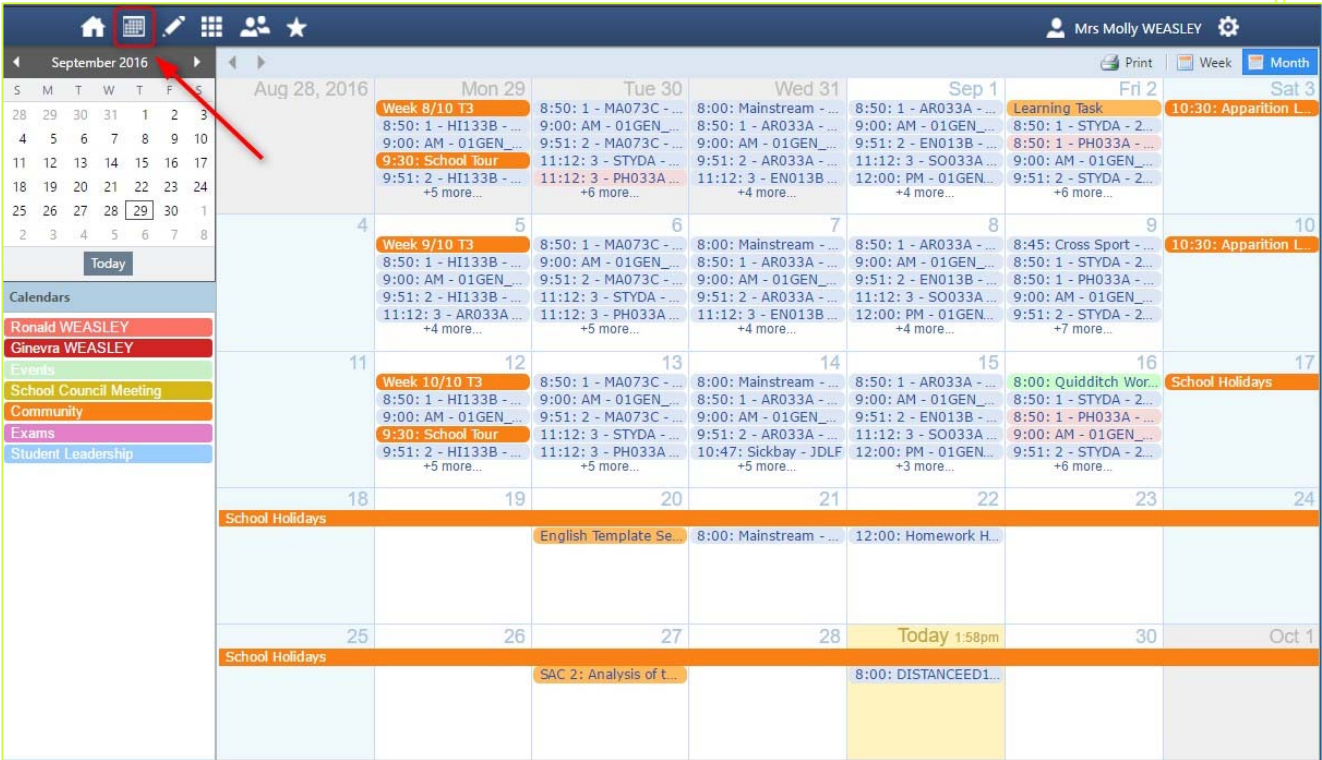 Mrs Molly WEASLEY
September 2016
S M T W T F S
28 29 30 31 1 2 3
4 5 6 7 8 9 10
11 12 13 14 15 16 17
18 19 20 21 22 23 24
25 26 27 28 29 30 1
2 3 4 5 6 7 8
Today
Calendars
Ronald WEASLEY
Ginevra WEASLEY
Events
School Council Meeting
Community
Exams
Student Leadership
Print Week Month
Aug 28, 2016 Mon 29 Tue 30 Wed 31 Sep 1 Fri 2 Sat 3
Week 8/10 T3 8:50: 1 - MA073C - ... 8:00: Mainstream - ... 8:50: 1 - AR033A - ... Learning Task 10:30: Apparition L...
8:50: 1 - HI133B - ... 9:00: AM - 01GEN_... 8:50: 1 - AR033A - ... 9:00: AM - 01GEN_... 8:50: 1 - STYDA - 2...
9:00: AM - 01GEN_... 9:51: 2 - MA073C - ... 9:00: AM - 01GEN_... 9:51: 2 - EN013B - ... 8:50: 1 - PH033A - ...
9:30: School Tour 11:12: 3 - STYDA - ... 9:51: 2 - AR033A - ... 11:12: 3 - SO033A ... 9:00: AM - 01GEN_...
9:51: 2 - HI133B - ... 11:12: 3 - PH033A ... 11:12: 3 - EN013B ... 12:00: PM - 01GEN... 9:51: 2 - STYDA - 2...
+5 more... +6 more... +4 more... +4 more... +6 more...
4 5 6 7 8 9 10
Week 9/10 T3 8:50: 1 - MA073C - ... 8:00: Mainstream - ... 8:50: 1 - AR033A - ... 8:45: Cross Sport - ... 10:30: Apparition L...
8:50: 1 - HI133B - ... 9:00: AM - 01GEN_... 8:50: 1 - AR033A - ... 9:00: AM - 01GEN_... 8:50: 1 - STYDA - 2...
9:00: AM - 01GEN_... 9:51: 2 - MA073C - ... 9:00: AM - 01GEN_... 9:51: 2 - EN013B - ... 8:50: 1 - PH033A - ...
9:51: 2 - HI133B - ... 11:12: 3 - STYDA - ... 9:51: 2 - AR033A - ... 11:12: 3 - SO033A ... 9:00: AM - 01GEN_...
11:12: 3 - AR033A ... 11:12: 3 - PH033A ... 11:12: 3 - EN013B ... 12:00: PM - 01GEN... 9:51: 2 - STYDA - 2...
+4 more... +5 more... +4 more... +4 more... +7 more...
11 12 13 14 15 16 17
Week 10/10 T3 8:50: 1 - MA073C - ... 8:00: Mainstream - ... 8:50: 1 - AR033A - ... 8:00: Quidditch Wor... School Holidays
8:50: 1 - HI133B - ... 9:00: AM - 01GEN_... 8:50: 1 - AR033A - ... 9:00: AM - 01GEN_... 8:50: 1 - STYDA - 2...
9:00: AM - 01GEN_... 9:51: 2 - MA073C - ... 9:00: AM - 01GEN_... 9:51: 2 - EN013B - ... 8:50: 1 - PH033A - ...
9:30: School Tour 11:12: 3 - STYDA - ... 9:51: 2 - AR033A - ... 11:12: 3 - SO033A ... 9:00: AM - 01GEN_...
9:51: 2 - HI133B - ... 11:12: 3 - PH033A ... 10:47: Sickbay - JDLF 12:00: PM - 01GEN... 9:51: 2 - STYDA - 2...
+5 more... +5 more... +5 more... +3 more... +6 more...
18 19 20 21 22 23 24
School Holidays
English Template Se... 8:00: Mainstream - ... 12:00: Homework H...
25 26 27 28 Today 1:58pm 30 Oct 1
School Holidays
SAC 2: Analysis of t... 8:00: DISTANCEED1...